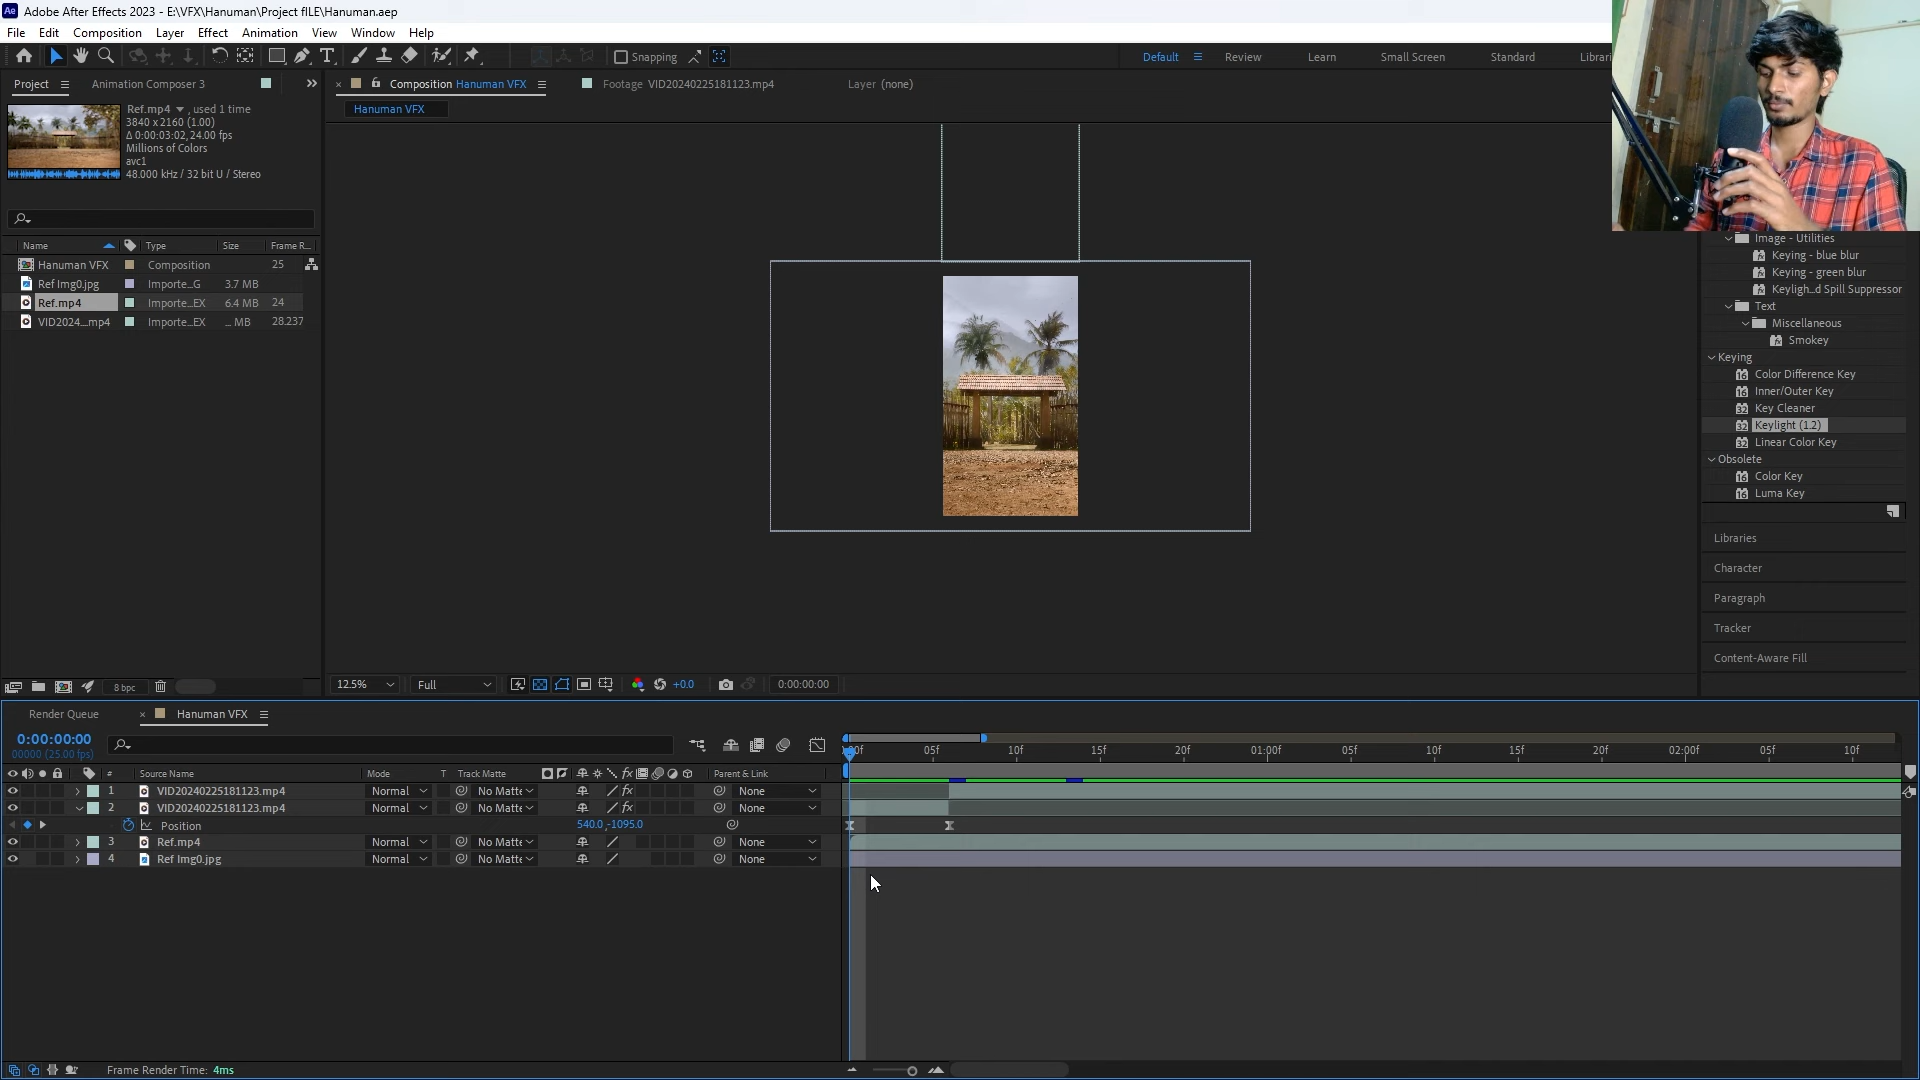 Adobe After Effects 2023 - E:\VFX\Hanuman\Project fILE\Hanuman.aep
File Edit Composition Layer Effect Animation View Window Help
Snapping
Default Review Learn Small Screen Standard Librari
Project Animation Composer 3
Composition Hanuman VFX Footage VID20240225181123.mp4 Layer (none)
Hanuman VFX
Ref.mp4 , used 1 time
3840 x 2160 (1.00)
Δ 0:00:03:02, 24.00 fps
Millions of Colors
avc1
48.000 kHz / 32 bit U / Stereo
Name Type Size Frame R...
Hanuman VFX Composition 25
Ref Img0.jpg Importe...G 3.7 MB
Ref.mp4 Importe...EX 6.4 MB 24
VID2024....mp4 Importe...EX ... MB 28.237
Image - Utilities
Keying - blue blur
Keying - green blur
Keyligh...d Spill Suppressor
Text
Miscellaneous
Smokey
Keying
Color Difference Key
Inner/Outer Key
Key Cleaner
Keylight (1.2)
Linear Color Key
Obsolete
Color Key
Luma Key
Libraries
Character
Paragraph
Tracker
Content-Aware Fill
8 bpc
12.5% Full +0.0 0:00:00:00
Render Queue Hanuman VFX
0:00:00:00
00000 (25.00 fps)
05f 10f 15f 20f 01:00f 05f 10f 15f 20f 02:00f 05f 10f
# Source Name Mode T Track Matte fx Parent & Link
1 VID20240225181123.mp4 Normal No Matte fx None
2 VID20240225181123.mp4 Normal No Matte fx None
Position 540.0,-1095.0
3 Ref.mp4 Normal No Matte None
4 Ref Img0.jpg Normal No Matte None
Frame Render Time: 4ms